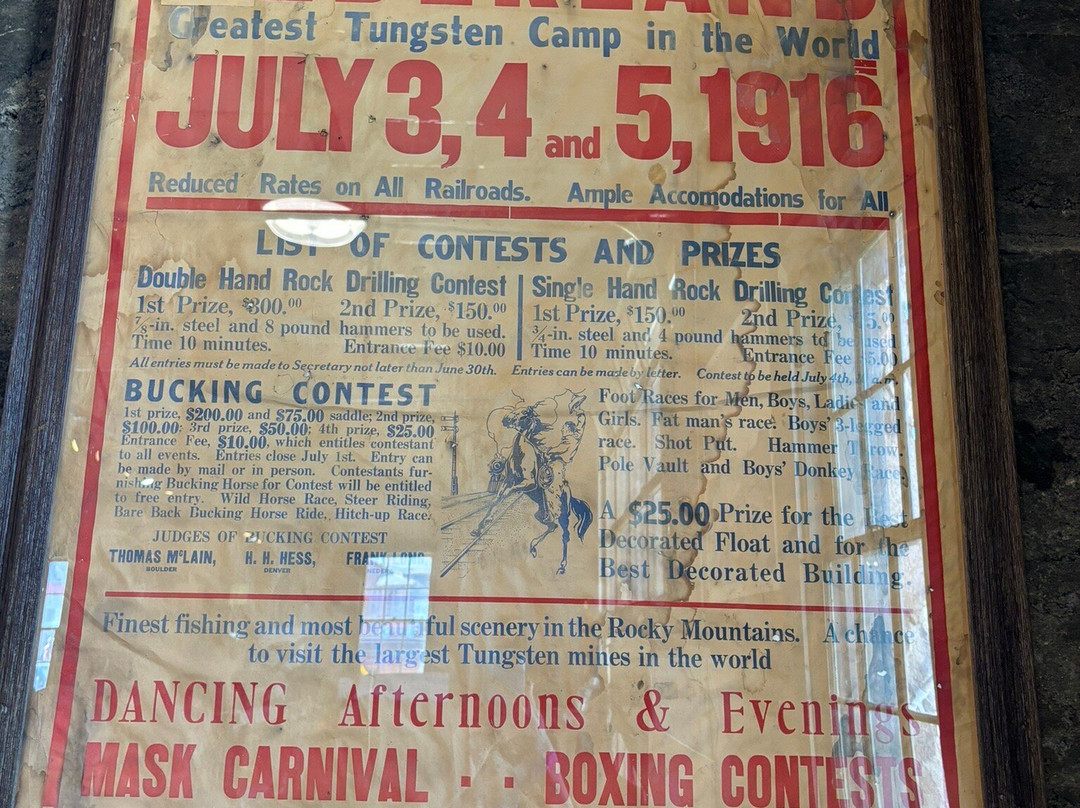 Greatest Tungsten Camp in the World
JULY 3, 4 and 5, 1916
Reduced Rates on All Railroads. Ample Accomodations for All
LIST OF CONTESTS AND PRIZES
Double Hand Rock Drilling Contest
1st Prize, $300.00 2nd Prize, $150.00
7/8-in. steel and 8 pound hammers to be used.
Time 10 minutes. Entrance Fee $10.00
Single Hand Rock Drilling Contest
1st Prize, $150.00 2nd Prize,
3/4-in. steel and 4 pound hammers to be used
Time 10 minutes. Entrance Fee $5.00
All entries must be made to Secretary not later than June 30th. Entries can be made by letter. Contest to be held July 4th, a.m.
BUCKING CONTEST
1st prize, $200.00 and $75.00 saddle; 2nd prize,
$100.00; 3rd prize, $50.00; 4th prize, $25.00
Entrance Fee, $10.00, which entitles contestant
to all events. Entries close July 1st. Entry can
be made by mail or in person. Contestants fur-
nishing Bucking Horse for Contest will be entitled
to free entry. Wild Horse Race, Steer Riding,
Bare Back Bucking Horse Ride, Hitch-up Race.
JUDGES OF BUCKING CONTEST
THOMAS McLAIN, H. H. HESS, FRANK LONG
BOULDER DENVER
Foot Races for Men, Boys, Ladies and
Girls. Fat man's race. Boys' 3-legged
race. Shot Put. Hammer Throw.
Pole Vault and Boys' Donkey Race
A $25.00 Prize for the Best
Decorated Float and for the
Best Decorated Building.
Finest fishing and most beautiful scenery in the Rocky Mountains. A chance
to visit the largest Tungsten mines in the world
DANCING Afternoons & Evenings
MASK CARNIVAL - - BOXING CONTESTS